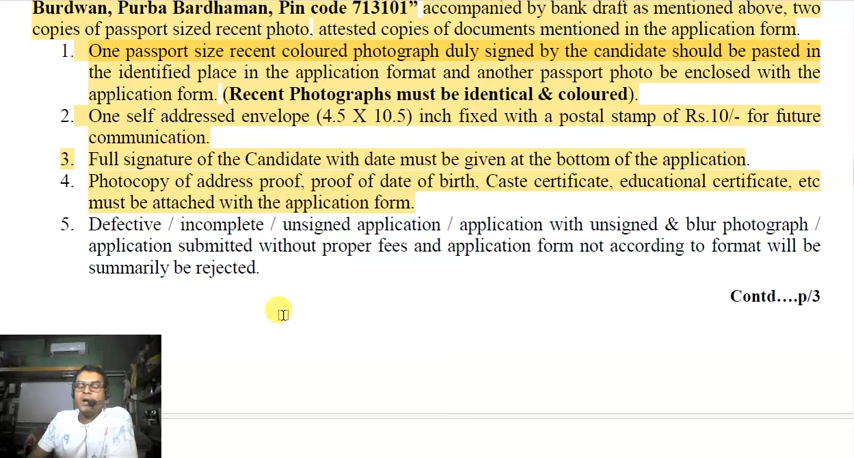 Burdwan, Purba Bardhaman, Pin code 713101” accompanied by bank draft as mentioned above, two
copies of passport sized recent photo, attested copies of documents mentioned in the application form.
1. One passport size recent coloured photograph duly signed by the candidate should be pasted in
the identified place in the application format and another passport photo be enclosed with the
application form. (Recent Photographs must be identical & coloured).
2. One self addressed envelope (4.5 X 10.5) inch fixed with a postal stamp of Rs.10/- for future
communication.
3. Full signature of the Candidate with date must be given at the bottom of the application.
4. Photocopy of address proof, proof of date of birth, Caste certificate, educational certificate, etc
must be attached with the application form.
5. Defective / incomplete / unsigned application / application with unsigned & blur photograph /
application submitted without proper fees and application form not according to format will be
summarily be rejected.
Contd….p/3